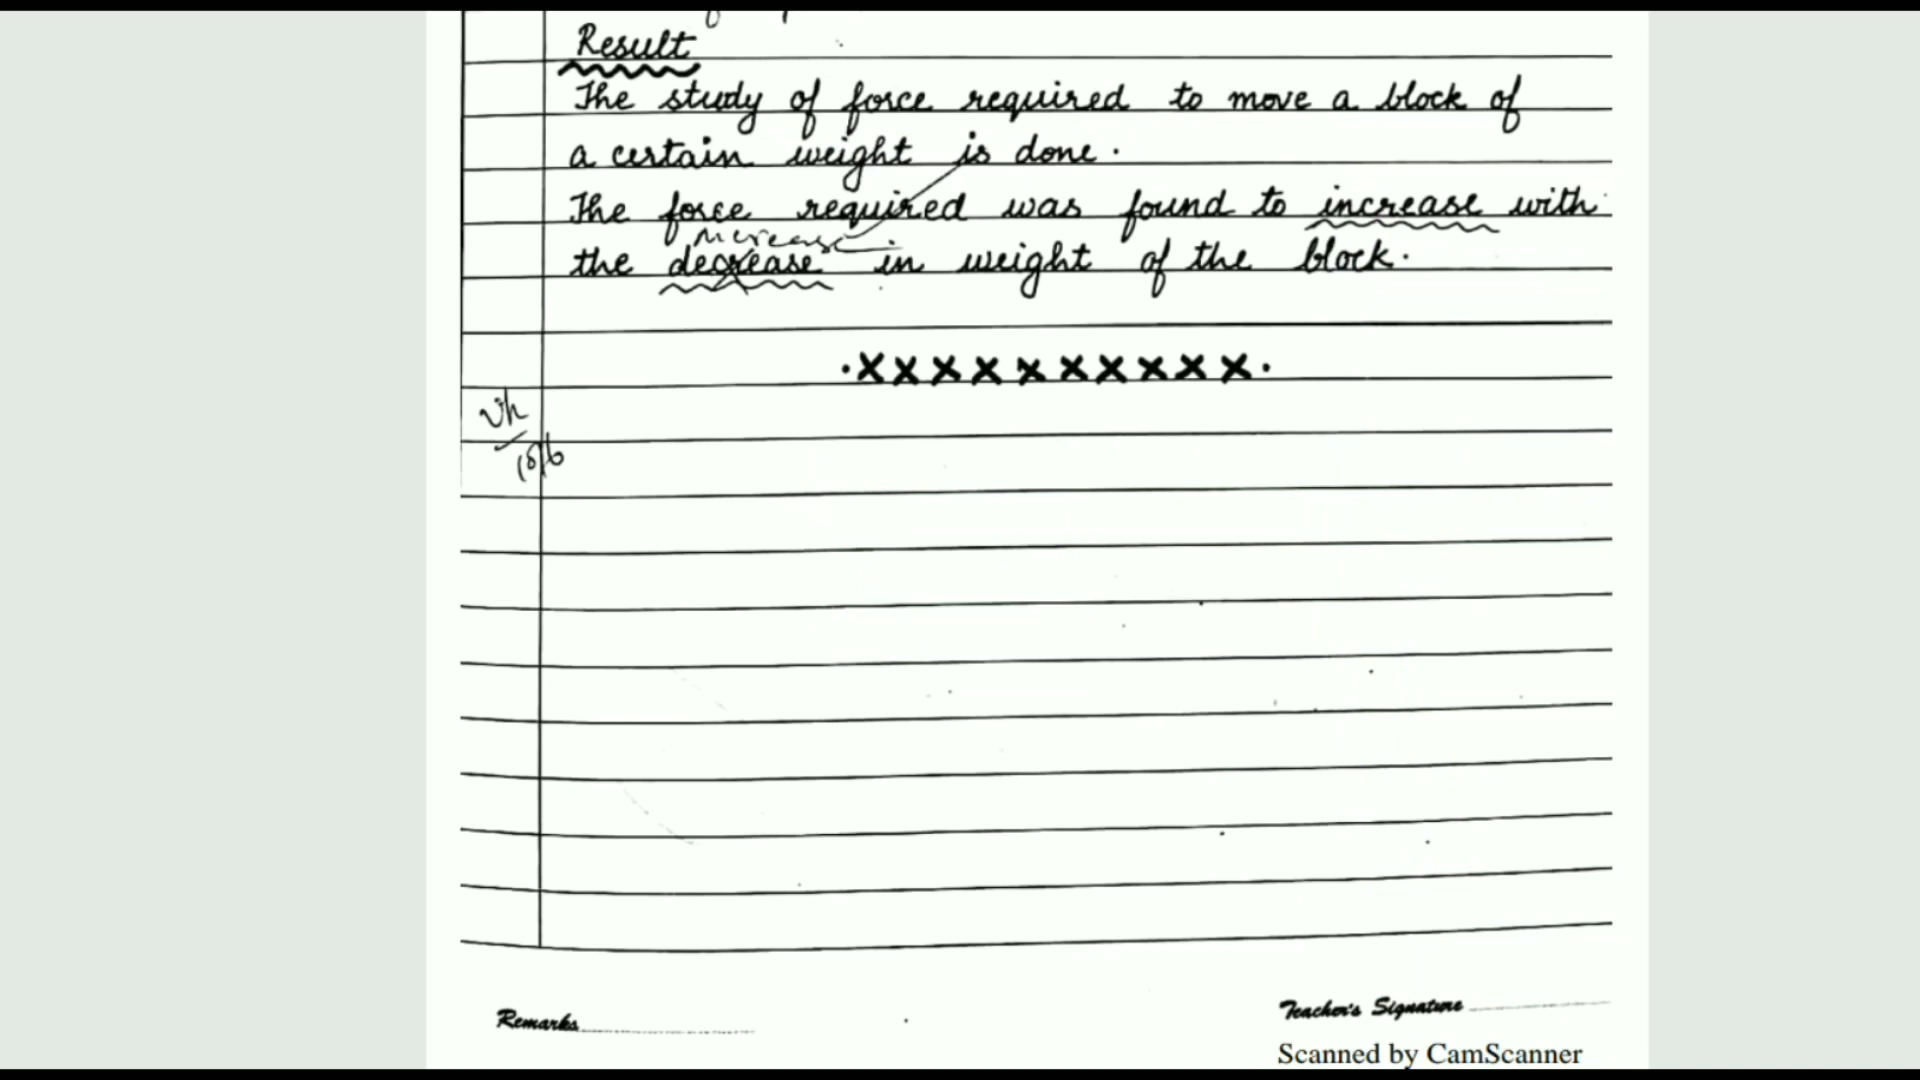 Result
The study of force required to move a block of
a certain weight is done.
The force required was found to increase with
increase
the decrease in weight of the block.
.xxxxxxxxxx.
Remarks
Teacher's Signature
Scanned by CamScanner